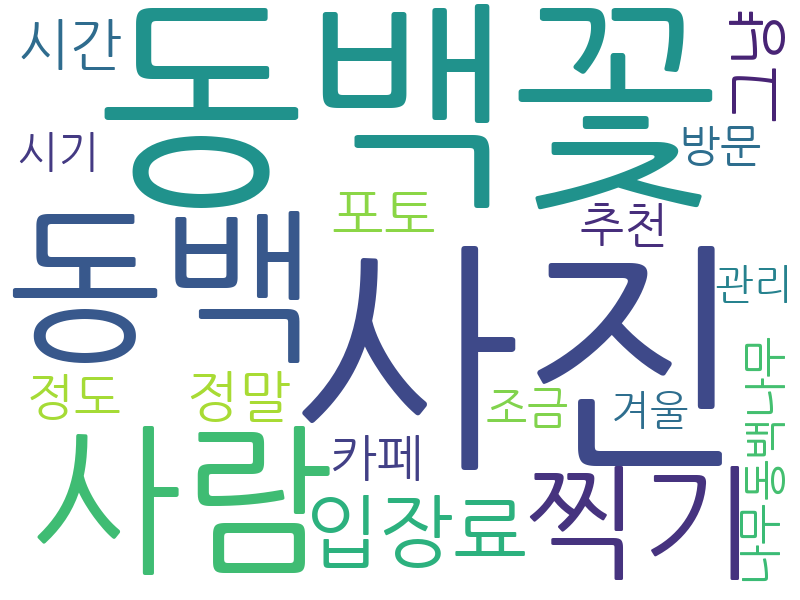 시간
동백꽃
구경
시기
방문
포토
추천
동백
사진
관리
정도
정말
조금
겨울
동백나무
사람
카페
입장료
찍기
나무